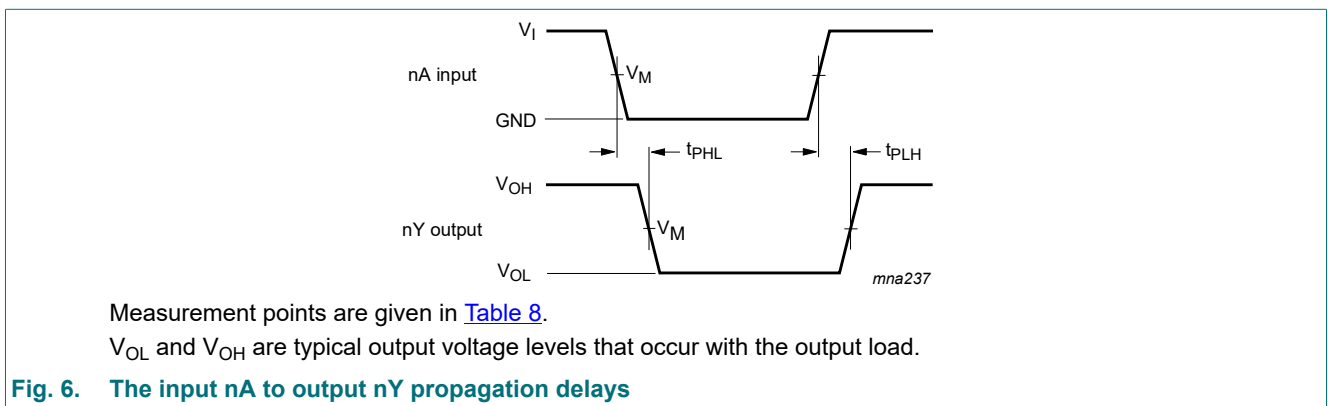 V_I
nA input
V_M
GND
t_PHL
t_PLH
V_OH
nY output
V_M
V_OL
mna237
Measurement points are given in Table 8.
V_OL and V_OH are typical output voltage levels that occur with the output load.
Fig. 6. The input nA to output nY propagation delays